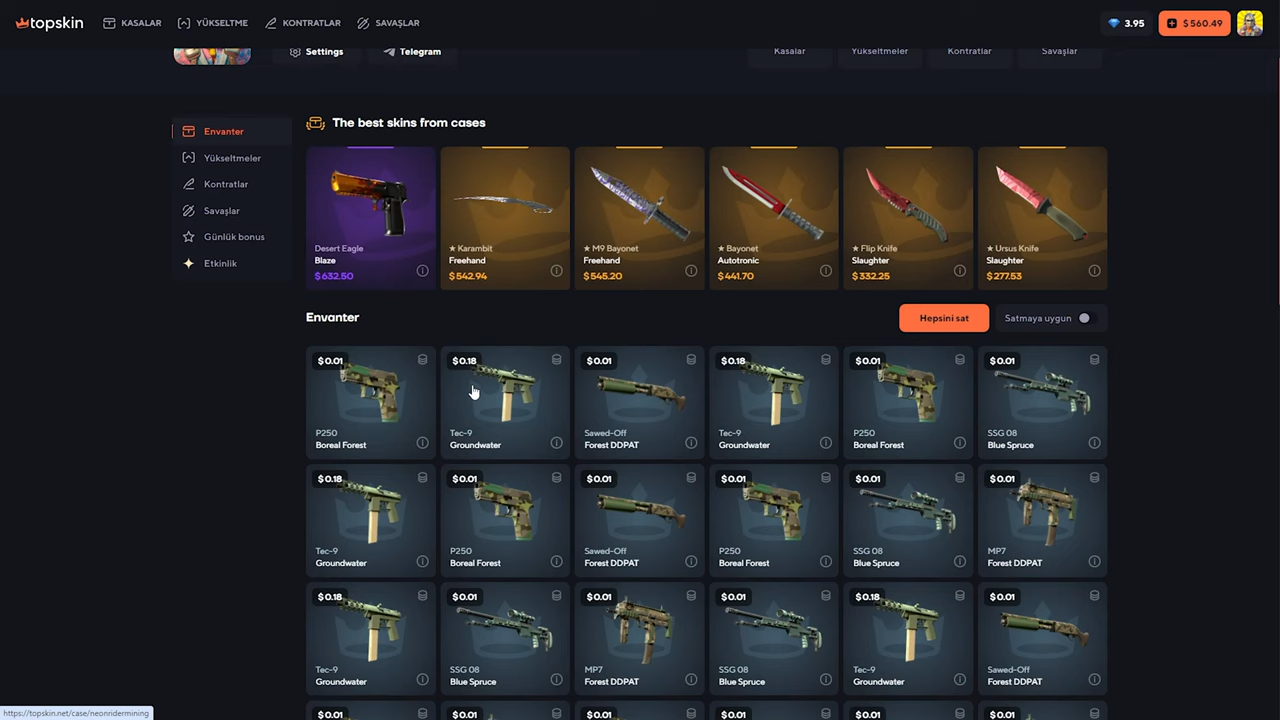 topskin
KASALAR
YÜKSELTME
KONTRATLAR
SAVAŞLAR
3.95
$ 560.49
Settings
Telegram
Kasalar
Yükseltmeler
Kontratlar
Savaşlar
Envanter
Yükseltmeler
Kontratlar
Savaşlar
Günlük bonus
Etkinlik
The best skins from cases
Desert Eagle
Blaze
$632.50
★ Karambit
Freehand
$542.94
★ M9 Bayonet
Freehand
$545.20
★ Bayonet
Autotronic
$441.70
★ Flip Knife
Slaughter
$332.25
★ Ursus Knife
Slaughter
$277.53
Envanter
Hepsini sat
Satmaya uygun
$0.01
P250
Boreal Forest
$0.18
Tec-9
Groundwater
$0.01
Sawed-Off
Forest DDPAT
$0.18
Tec-9
Groundwater
$0.01
P250
Boreal Forest
$0.01
SSG 08
Blue Spruce
$0.18
Tec-9
Groundwater
$0.01
P250
Boreal Forest
$0.01
Sawed-Off
Forest DDPAT
$0.01
P250
Boreal Forest
$0.01
SSG 08
Blue Spruce
$0.01
MP7
Forest DDPAT
$0.18
Tec-9
Groundwater
$0.01
SSG 08
Blue Spruce
$0.01
MP7
Forest DDPAT
$0.01
SSG 08
Blue Spruce
$0.18
Tec-9
Groundwater
$0.01
Sawed-Off
Forest DDPAT
$0.01
$0.01
$0.01
$0.01
$0.01
$0.01
https://topskin.net/case/neonridermining